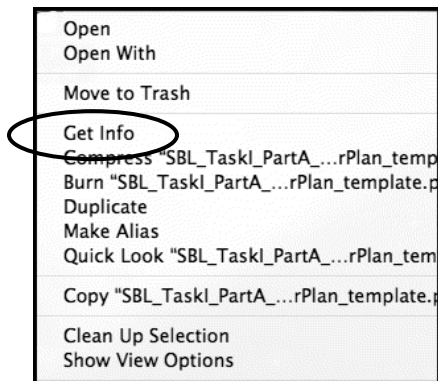 Open
Open With
Move to Trash
Get Info
Compress "SBL_TaskI_PartA_...rPlan_temp
Burn "SBL_TaskI_PartA_...rPlan_template.p
Duplicate
Make Alias
Quick Look "SBL_TaskI_PartA_...rPlan_tem
Copy "SBL_TaskI_PartA_...rPlan_template.p
Clean Up Selection
Show View Options